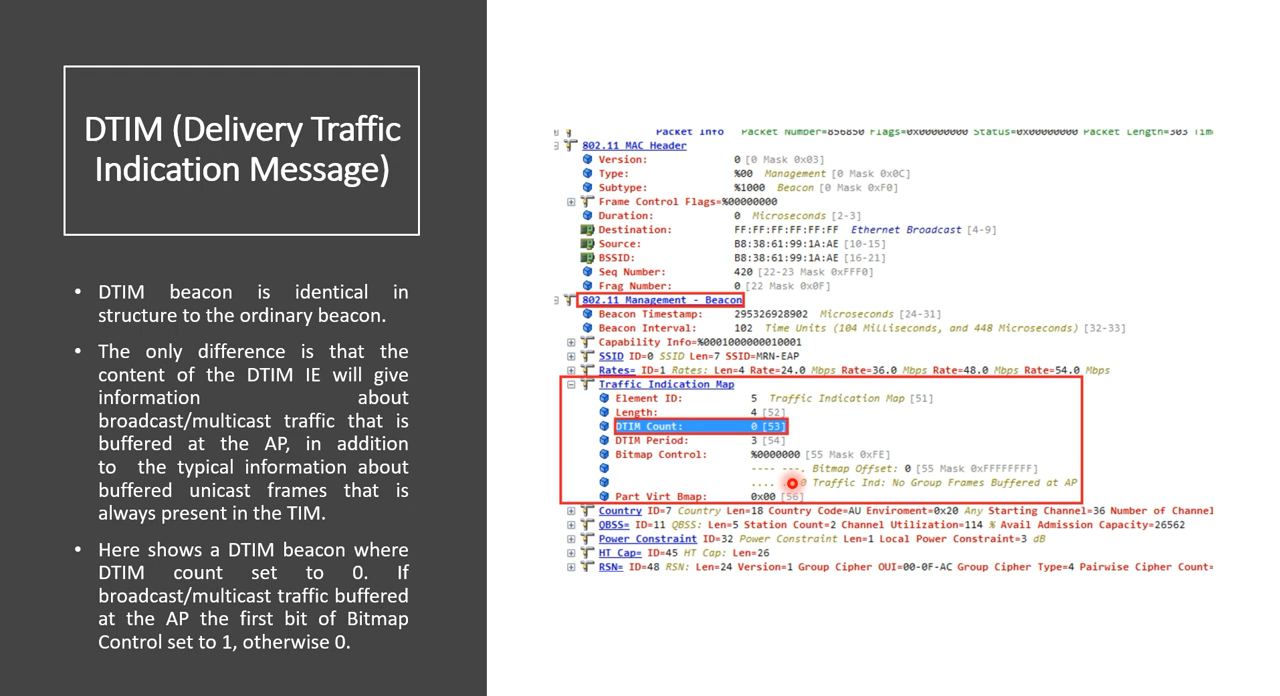 DTIM (Delivery Traffic
Indication Message)
• DTIM beacon is identical in
structure to the ordinary beacon.
• The only difference is that the
content of the DTIM IE will give
information about
broadcast/multicast traffic that is
buffered at the AP, in addition
to the typical information about
buffered unicast frames that is
always present in the TIM.
• Here shows a DTIM beacon where
DTIM count set to 0. If
broadcast/multicast traffic buffered
at the AP the first bit of Bitmap
Control set to 1, otherwise 0.
Packet Info Packet Number=856850 Flags=0x00000000 Status=0x00000000 Packet Length=303
802.11 MAC Header
Version: 0 [0 Mask 0x03]
Type: %00 Management [0 Mask 0x0C]
Subtype: %1000 Beacon [0 Mask 0xF0]
Frame Control Flags=%00000000
Duration: 0 Microseconds [2-3]
Destination: FF:FF:FF:FF:FF:FF Ethernet Broadcast [4-9]
Source: B8:38:61:99:1A:AE [10-15]
BSSID: B8:38:61:99:1A:AE [16-21]
Seq Number: 420 [22-23 Mask 0xFFF0]
Frag Number: 0 [22 Mask 0x0F]
802.11 Management - Beacon
Beacon Timestamp: 295326928902 Microseconds [24-31]
Beacon Interval: 102 Time Units (104 Milliseconds, and 448 Microseconds) [32-33]
Capability Info=%0001000000010001
SSID ID=0 SSID Len=7 SSID=MRN-EAP
Rates= ID=1 Rates: Len=4 Rate=24.0 Mbps Rate=36.0 Mbps Rate=48.0 Mbps Rate=54.0 Mbps
Traffic Indication Map
Element ID: 5 Traffic Indication Map [51]
Length: 4 [52]
DTIM Count: 0 [53]
DTIM Period: 3 [54]
Bitmap Control: %0000000 [55 Mask 0xFE]
---- ---. Bitmap Offset: 0 [55 Mask 0xFFFFFFFF]
.... 0 Traffic Ind: No Group Frames Buffered at AP
Part Virt Bmap: 0x00 [56]
Country ID=7 Country Len=18 Country Code=AU Enviroment=0x20 Any Starting Channel=36 Number of Channel
QBSS= ID=11 QBSS: Len=5 Station Count=2 Channel Utilization=114 % Avail Admission Capacity=26562
Power Constraint ID=32 Power Constraint Len=1 Local Power Constraint=3 dB
HT Cap= ID=45 HT Cap: Len=26
RSN= ID=48 RSN: Len=24 Version=1 Group Cipher OUI=00-0F-AC Group Cipher Type=4 Pairwise Cipher Count=